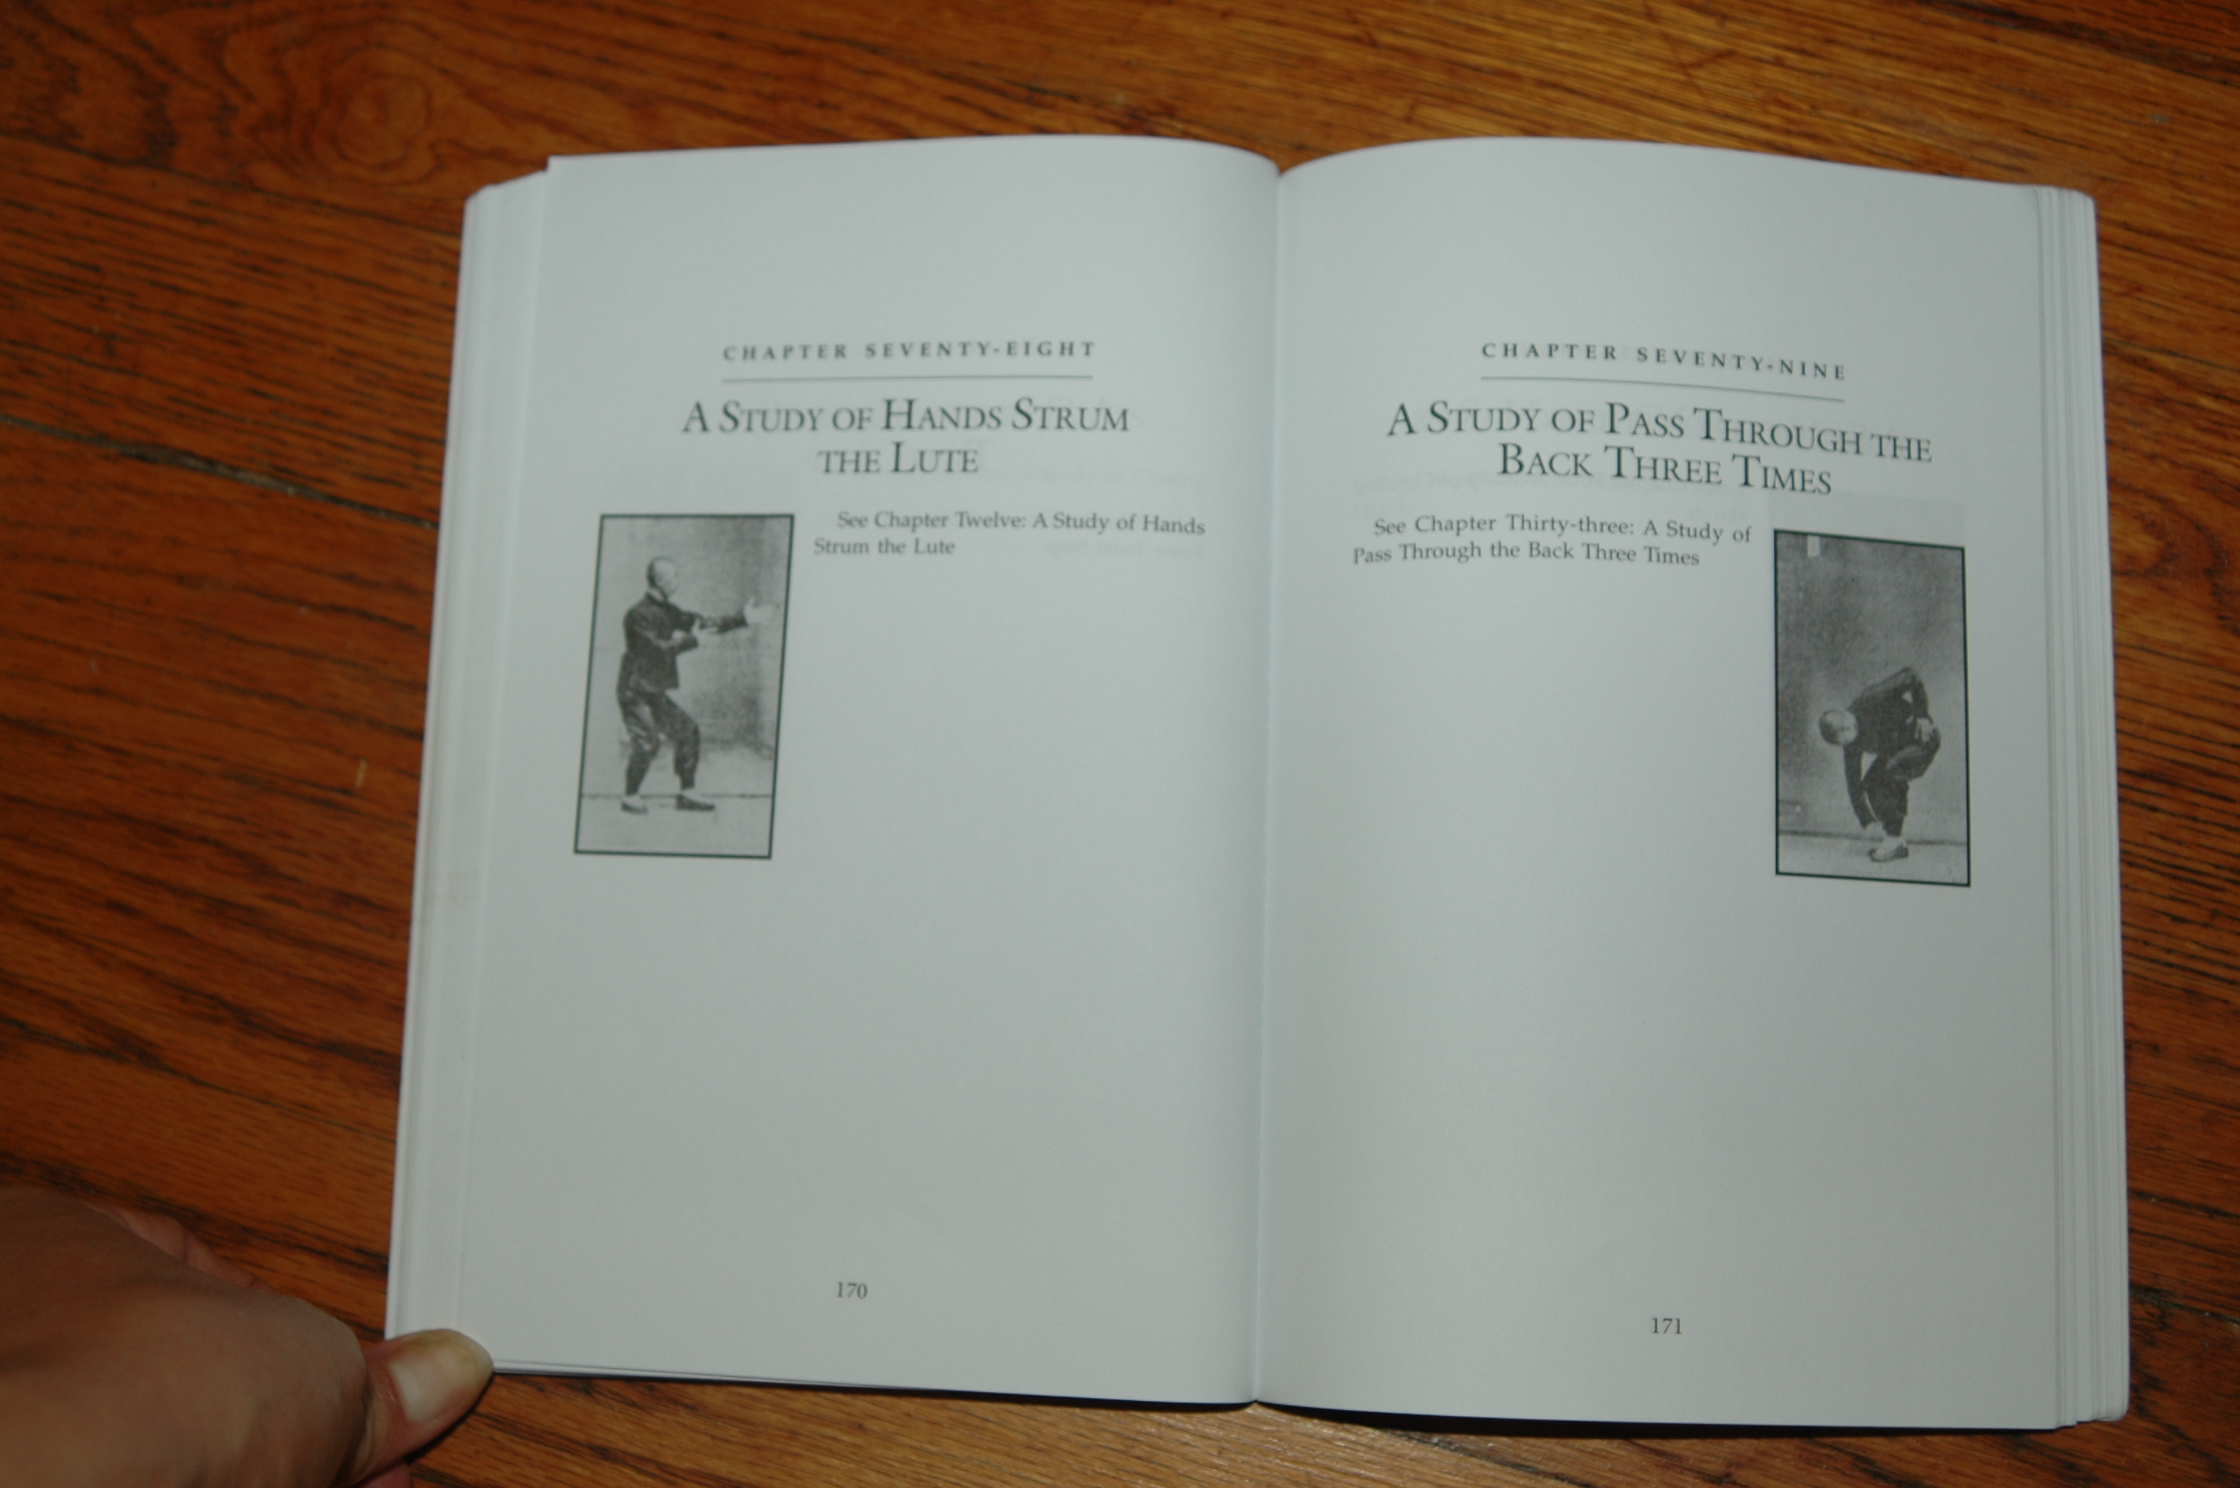 CHAPTER SEVENTY-EIGHT
A STUDY OF HANDS STRUM
THE LUTE
See Chapter Twelve: A Study of Hands
Strum the Lute
170
CHAPTER SEVENTY-NINE
A STUDY OF PASS THROUGH THE
BACK THREE TIMES
See Chapter Thirty-three: A Study of
Pass Through the Back Three Times
171